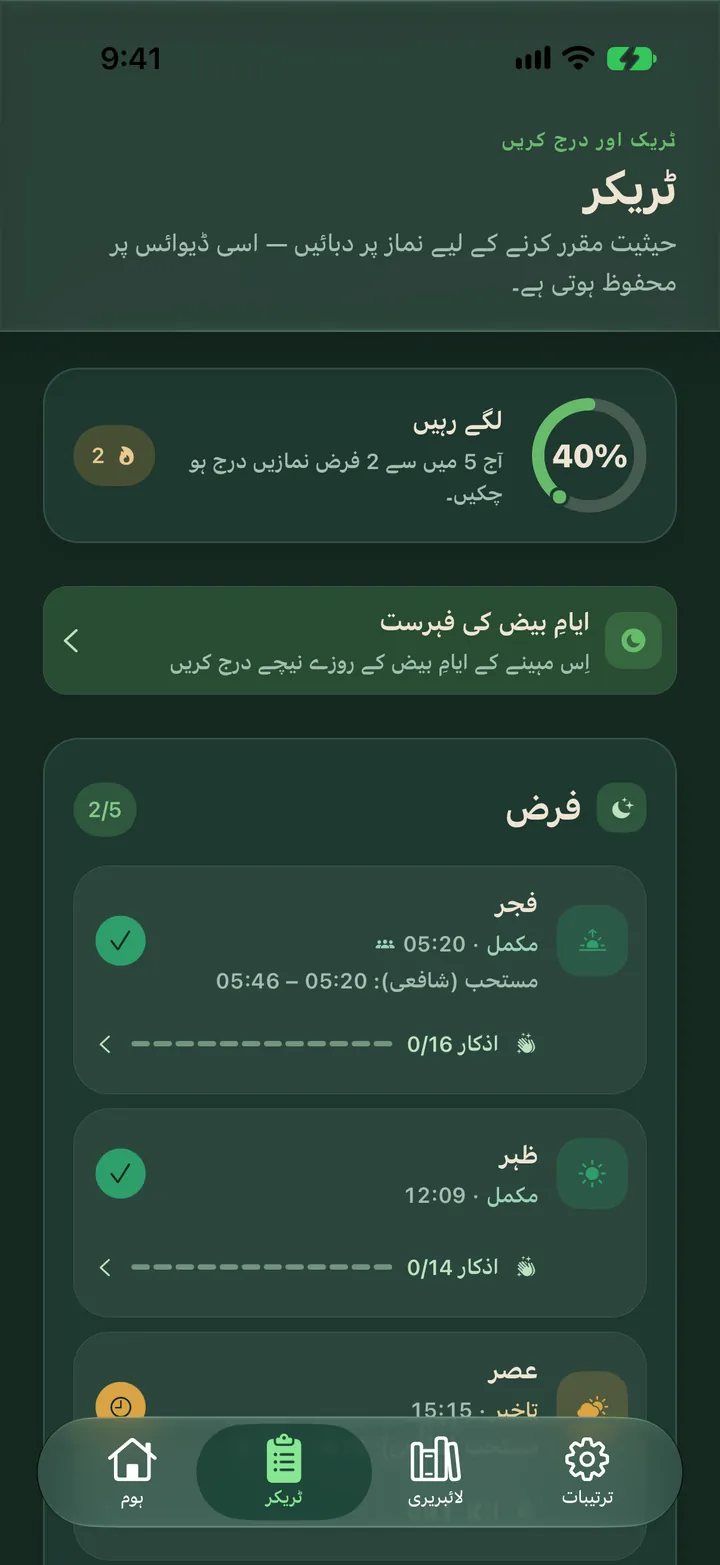 9:41
ٹریک اور درج کریں
ٹریکر
حیثیت مقرر کرنے کے لیے نماز پر دبائیں — اسی ڈیوائس پر
محفوظ ہوتی ہے۔
40%
لگے رہیں
آج 5 میں سے 2 فرض نمازیں درج ہو
چکیں۔
2
ایامِ بیض کی فہرست
اِس مہینے کے ایامِ بیض کے روزے نیچے درج کریں
فرض
2/5
فجر
مکمل · 05:20
مستحب (شافعی): 05:20 – 05:46
اذکار 0/16
ظہر
مکمل · 12:09
اذکار 0/14
عصر
تاخیر · 15:15
ترتیبات
لائبریری
ٹریکر
ہوم